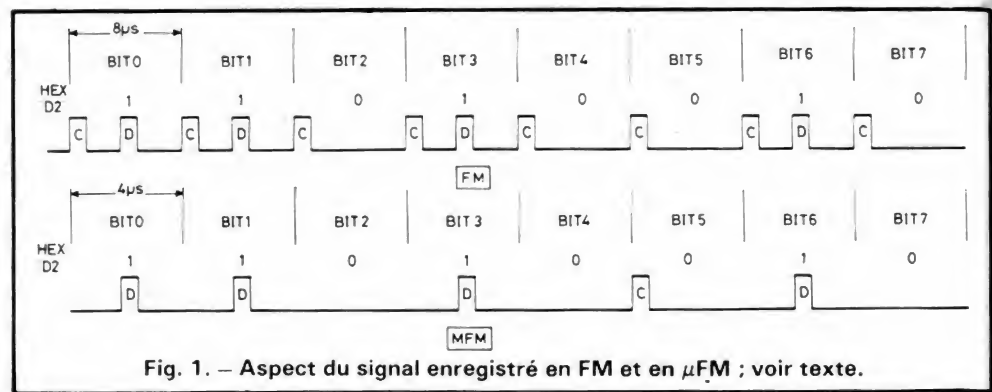 8µs
BIT0 BIT1 BIT2 BIT3 BIT4 BIT5 BIT6 BIT7
HEX
D2 1 1 0 1 0 0 1 0
C D C D C C D C C C D C
FM
4µs
BIT0 BIT1 BIT2 BIT3 BIT4 BIT5 BIT6 BIT7
HEX
D2 1 1 0 1 0 0 1 0
D D D C D
MFM
Fig. 1. – Aspect du signal enregistré en FM et en µFM ; voir texte.